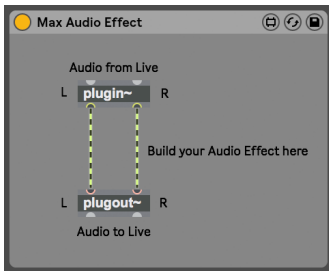 Max Audio Effect
Audio from Live
L plugin~ R
Build your Audio Effect here
L plugout~ R
Audio to Live